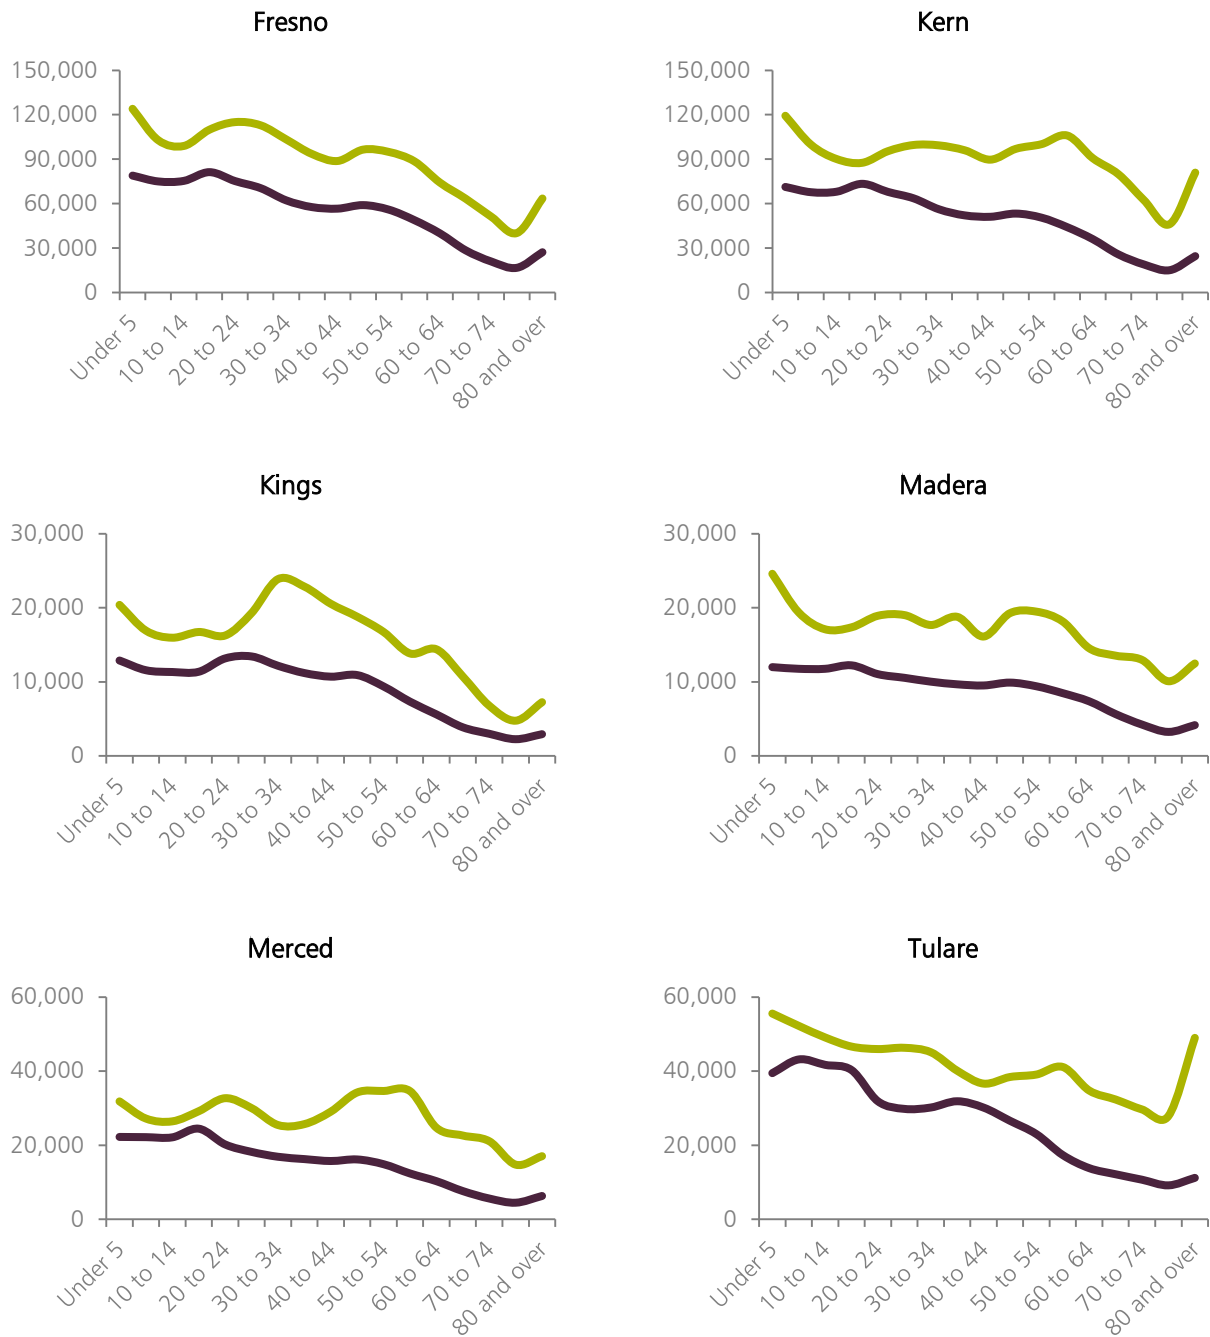 Fresno
150,000
120,000
90,000
60,000
30,000
0
Under 5
10 to 14
20 to 24
30 to 34
40 to 44
50 to 54
60 to 64
70 to 74
80 and over
Kern
150,000
120,000
90,000
60,000
30,000
0
Under 5
10 to 14
20 to 24
30 to 34
40 to 44
50 to 54
60 to 64
70 to 74
80 and over
Kings
30,000
20,000
10,000
0
Under 5
10 to 14
20 to 24
30 to 34
40 to 44
50 to 54
60 to 64
70 to 74
80 and over
Madera
30,000
20,000
10,000
0
Under 5
10 to 14
20 to 24
30 to 34
40 to 44
50 to 54
60 to 64
70 to 74
80 and over
Merced
60,000
40,000
20,000
0
Under 5
10 to 14
20 to 24
30 to 34
40 to 44
50 to 54
60 to 64
70 to 74
80 and over
Tulare
60,000
40,000
20,000
0
Under 5
10 to 14
20 to 24
30 to 34
40 to 44
50 to 54
60 to 64
70 to 74
80 and over